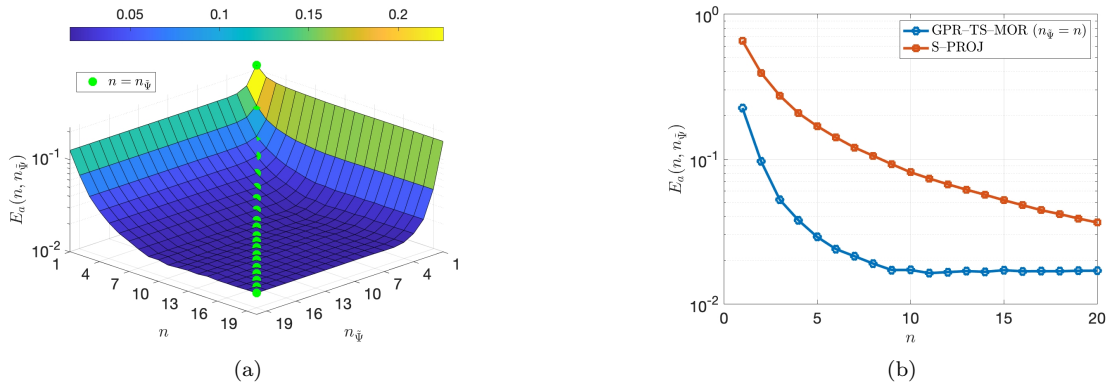 0.05 0.1 0.15 0.2
n = n_Ψ̃
E_a(n, n_Ψ̃)
10^-1
10^-2
1 4 7 10 13 16 19
n
19 16 13 10 7 4 1
n_Ψ̃
(a)
10^0
10^-1
10^-2
E_a(n, n_Ψ̃)
GPR–TS–MOR (n_Ψ̃ = n)
S–PROJ
0 5 10 15 20
n
(b)